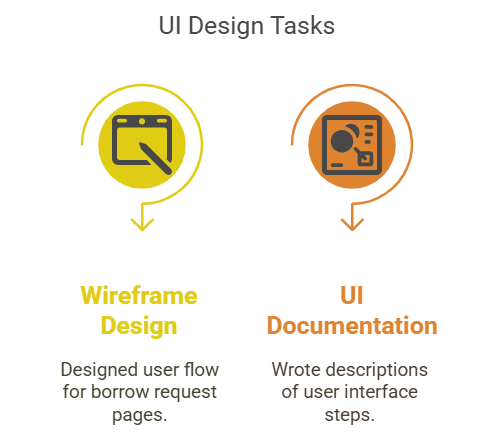 UI Design Tasks
Wireframe
Design
Designed user flow
for borrow request
pages.
UI
Documentation
Wrote descriptions
of user interface
steps.